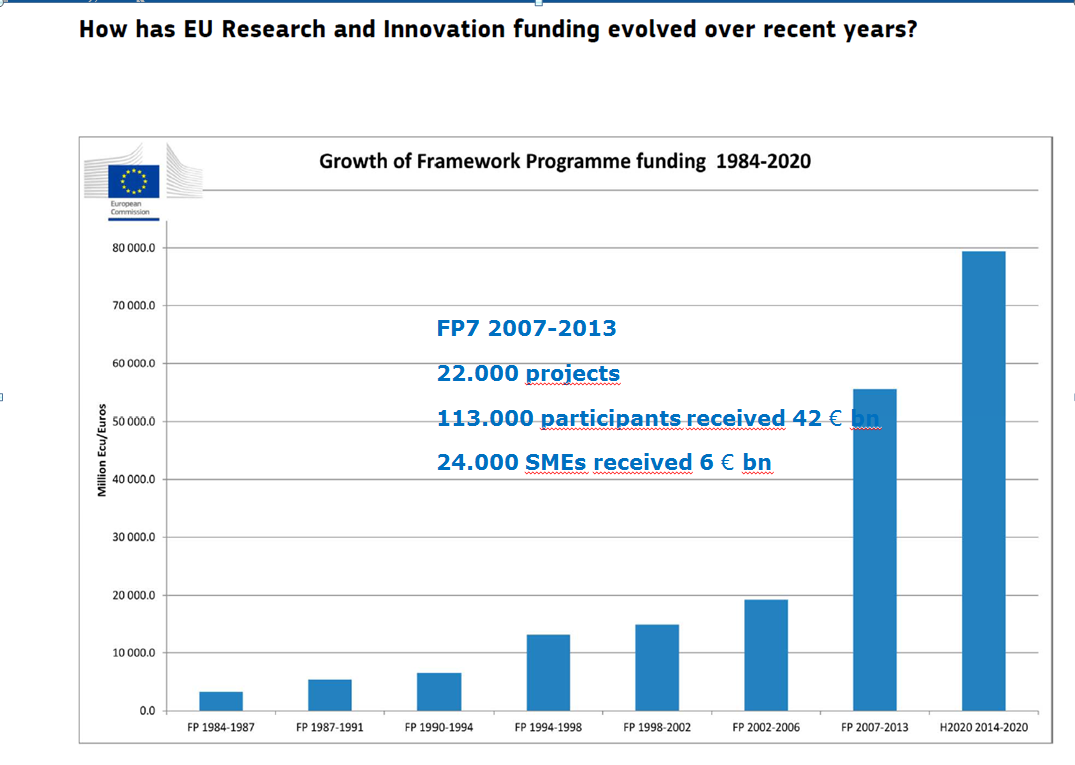 How has EU Research and Innovation funding evolved over recent years?
Growth of Framework Programme funding 1984-2020
European
Commission
80 000.0
70 000.0
60 000.0
50 000.0
40 000.0
30 000.0
20 000.0
10 000.0
0.0
Million Ecu/Euros
FP7 2007-2013
22.000 projects
113.000 participants received 42 € bn
24.000 SMEs received 6 € bn
FP 1984-1987
FP 1987-1991
FP 1990-1994
FP 1994-1998
FP 1998-2002
FP 2002-2006
FP 2007-2013
H2020 2014-2020